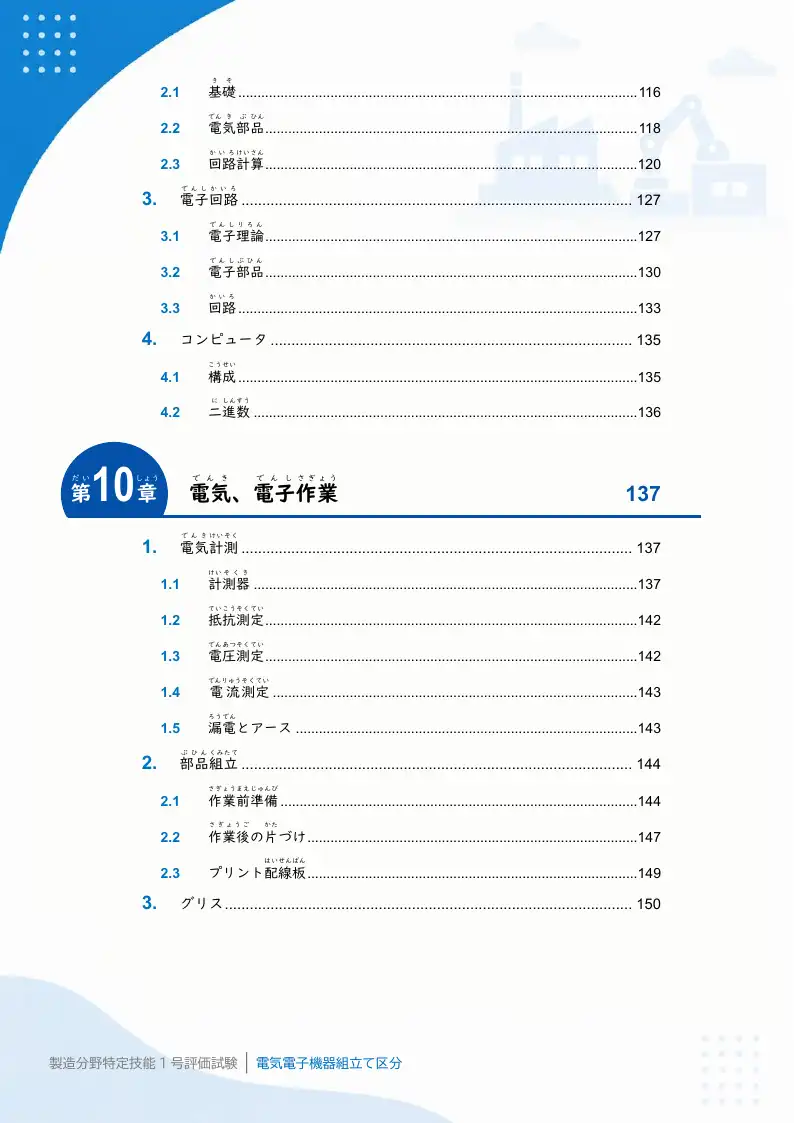 2.1 基礎 116
2.2 電気部品 118
2.3 回路計算 120
3. 電子回路 127
3.1 電子理論 127
3.2 電子部品 130
3.3 回路 133
4. コンピュータ 135
4.1 構成 135
4.2 二進数 136
第10章 電気、電子作業 137
1. 電気計測 137
1.1 計測器 137
1.2 抵抗測定 142
1.3 電圧測定 142
1.4 電流測定 143
1.5 漏電とアース 143
2. 部品組立 144
2.1 作業前準備 144
2.2 作業後の片づけ 147
2.3 プリント配線板 149
3. グリス 150
製造分野特定技能1号評価試験 | 電気電子機器組立て区分